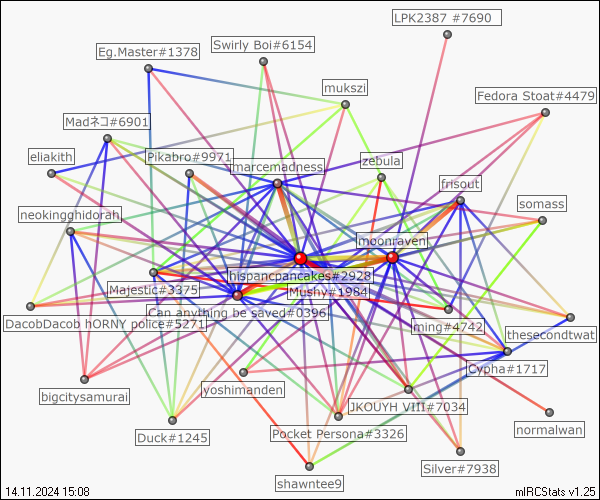 LPK2387 #7690
Swirly Boi#6154
Eg.Master#1378
mukszi
Fedora Stoat#4479
Madネコ#6901
eliakith
Pikabro#9971
marcemadness
zebula
frisout
somass
neokingghidorah
moonraven
hispancpancakes#2928
Majestic#3375
Mushy#1984
Can anything be saved#0396
DacobDacob hORNY police#5271
ming#4742
thesecondtwat
Cypha#1717
yoshimanden
bigcitysamurai
JKOUYH VIII#7034
normalwan
Pocket Persona#3326
Duck#1245
Silver#7938
shawntee9
14.11.2024 15:08
mIRCStats v1.25